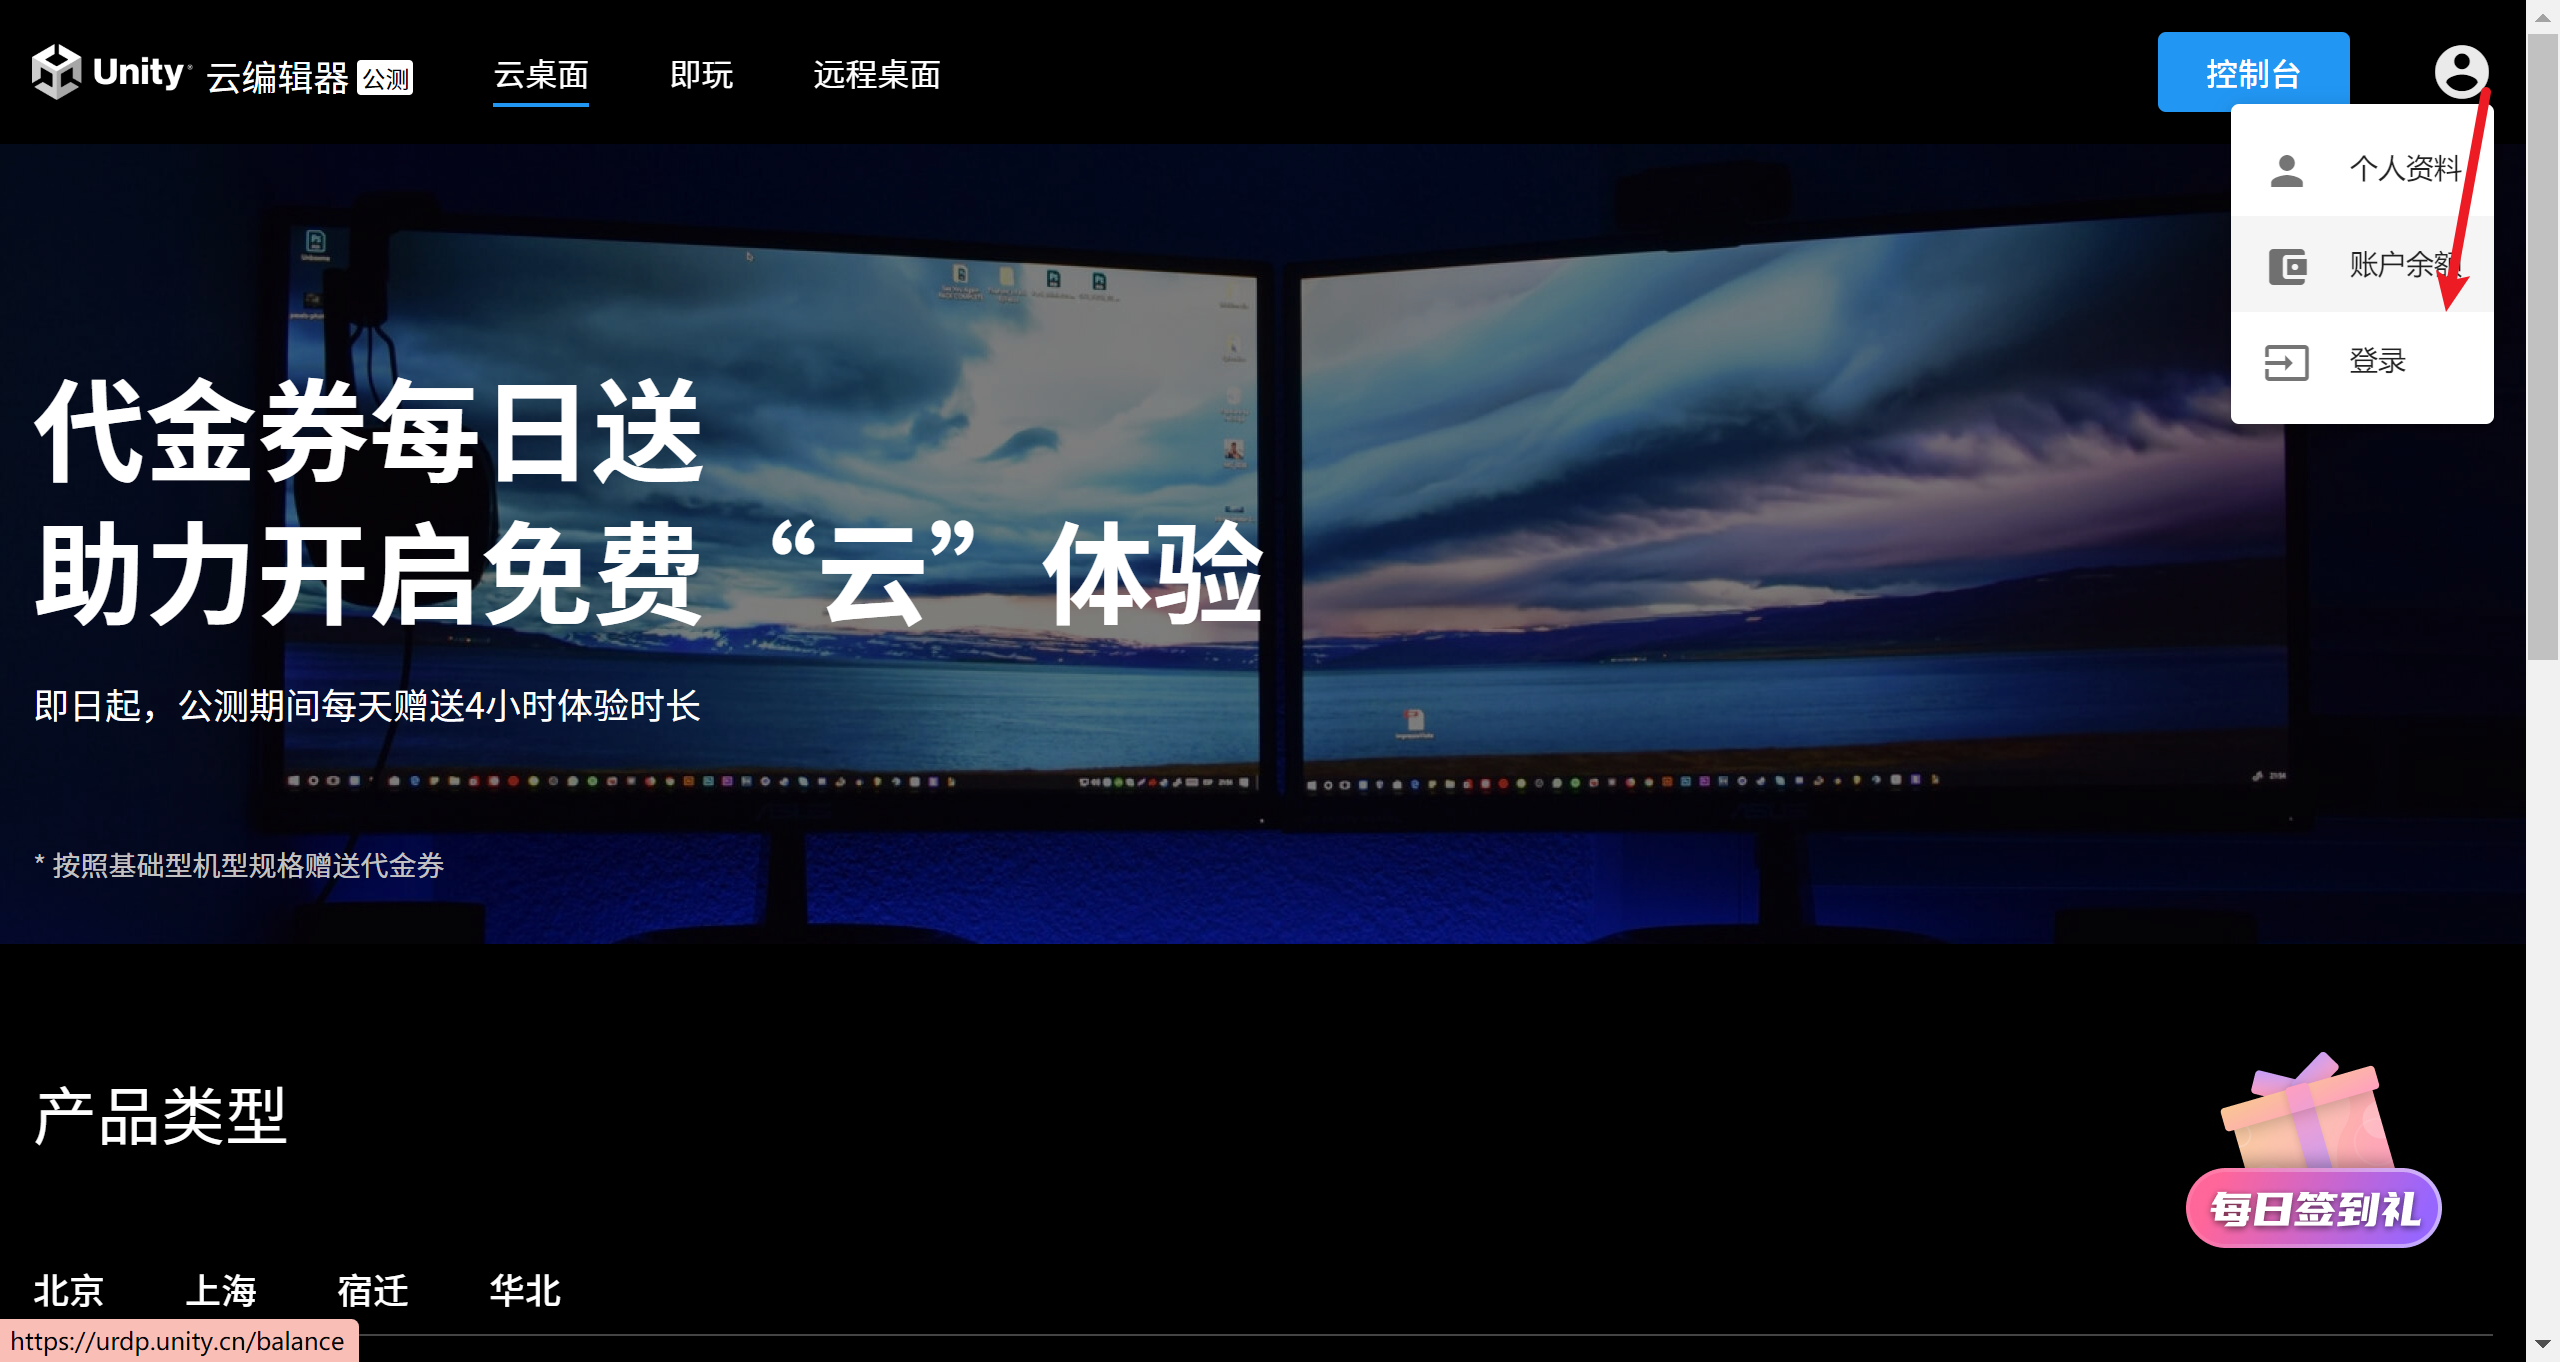 Unity 云编辑器 公测
云桌面
即玩
远程桌面
控制台
个人资料
账户余额
登录
代金券每日送
助力开启免费“云”体验
即日起，公测期间每天赠送4小时体验时长
* 按照基础型机型规格赠送代金券
产品类型
每日签到礼
北京
上海
宿迁
华北
https://urdp.unity.cn/balance